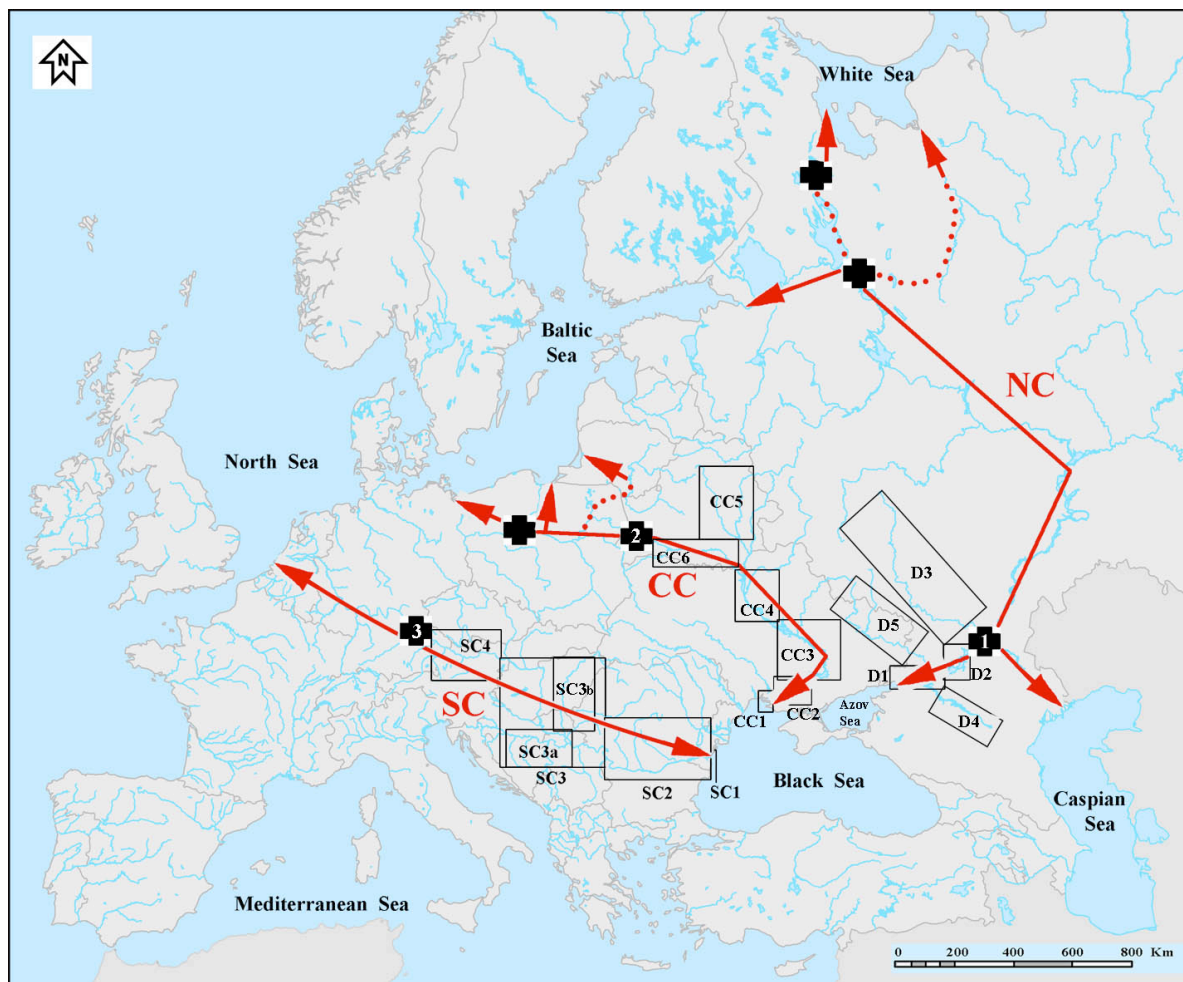 N
White Sea
Baltic
Sea
NC
North Sea
CC5
2
CC6
CC
D3
CC4
D5
3
SC4
CC3
1
SC
SC3b
D1
D2
CC1
CC2
Azov
Sea
D4
SC3a
SC3
SC2
SC1
Black Sea
Caspian
Sea
Mediterranean Sea
0 200 400 600 800 Km